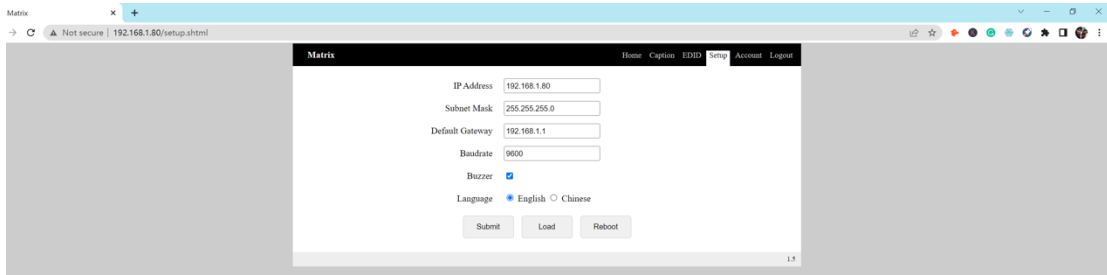 Matrix
Not secure | 192.168.1.80/setup.shtml
Matrix Home Caption EDID Setup Account Logout
IP Address 192.168.1.80
Subnet Mask 255.255.255.0
Default Gateway 192.168.1.1
Baudrate 9600
Buzzer
Language English Chinese
Submit Load Reboot
1.5